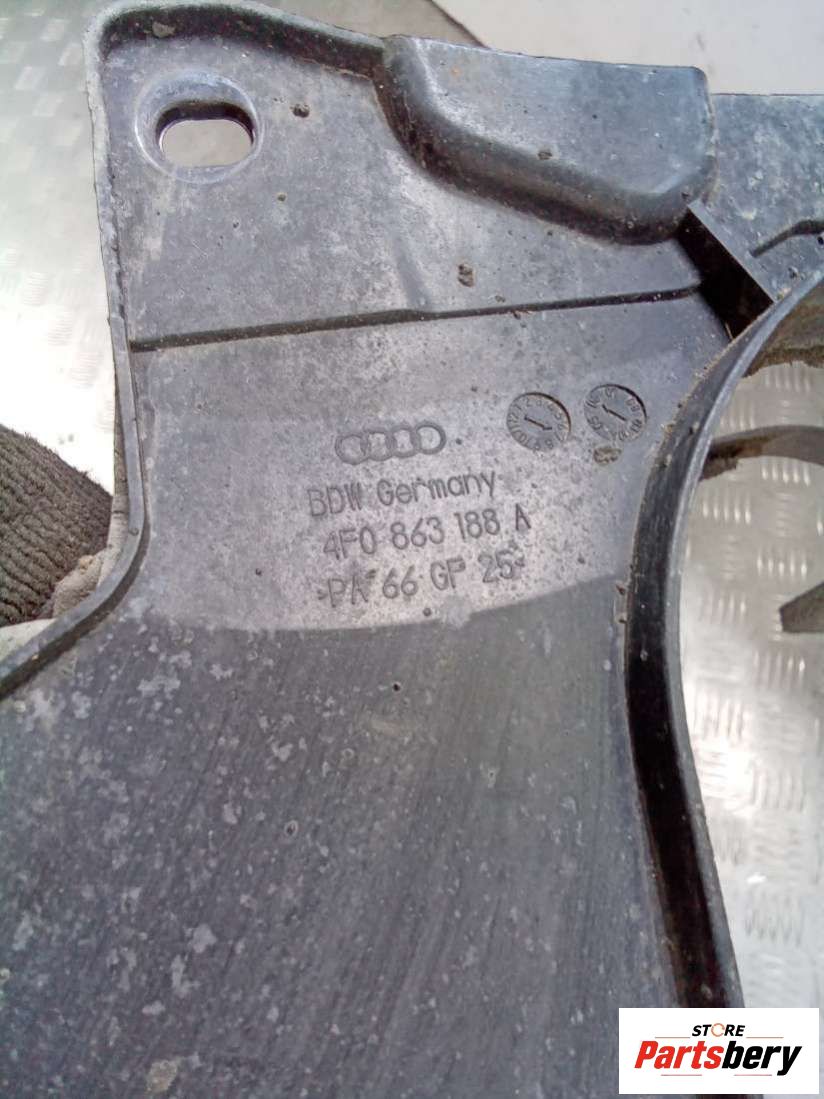 BDW Germany
4F0 863 188 A
>PA 66 GF 25<
STORE
Partsbery